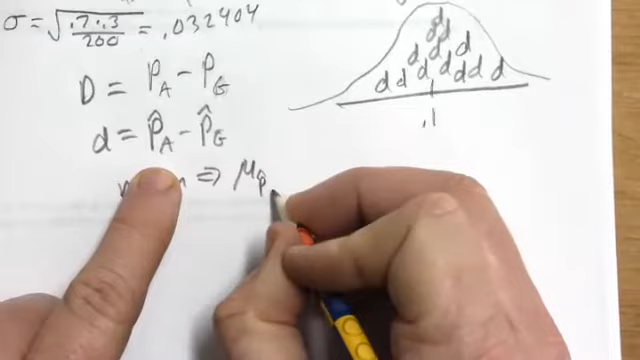 σ = √(.7·.3/200) = .032404
D = P_A - P_G
d = p̂_A - p̂_G
⇒ μ_p
d
d d
d d d
d d d d d d
.1